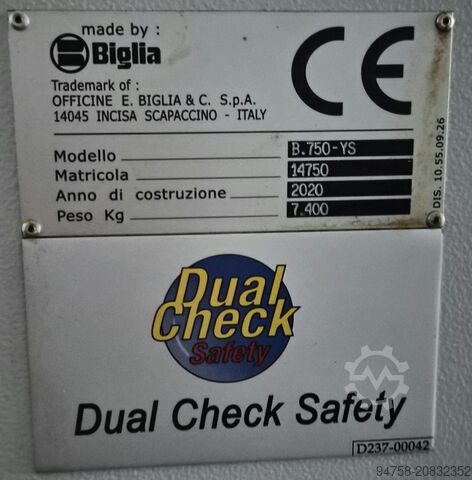 made by:
Biglia
Trademark of :
OFFICINE E. BIGLIA & C. S.p.A.
14045 INCISA SCAPACCINO - ITALY
CE
Modello B.750-YS
Matricola 14750
Anno di costruzione 2020
Peso Kg 7.400
DIS. 10.55.09.26
Dual
Check
Safety
Dual Check Safety
D237-00042
94758-20832352